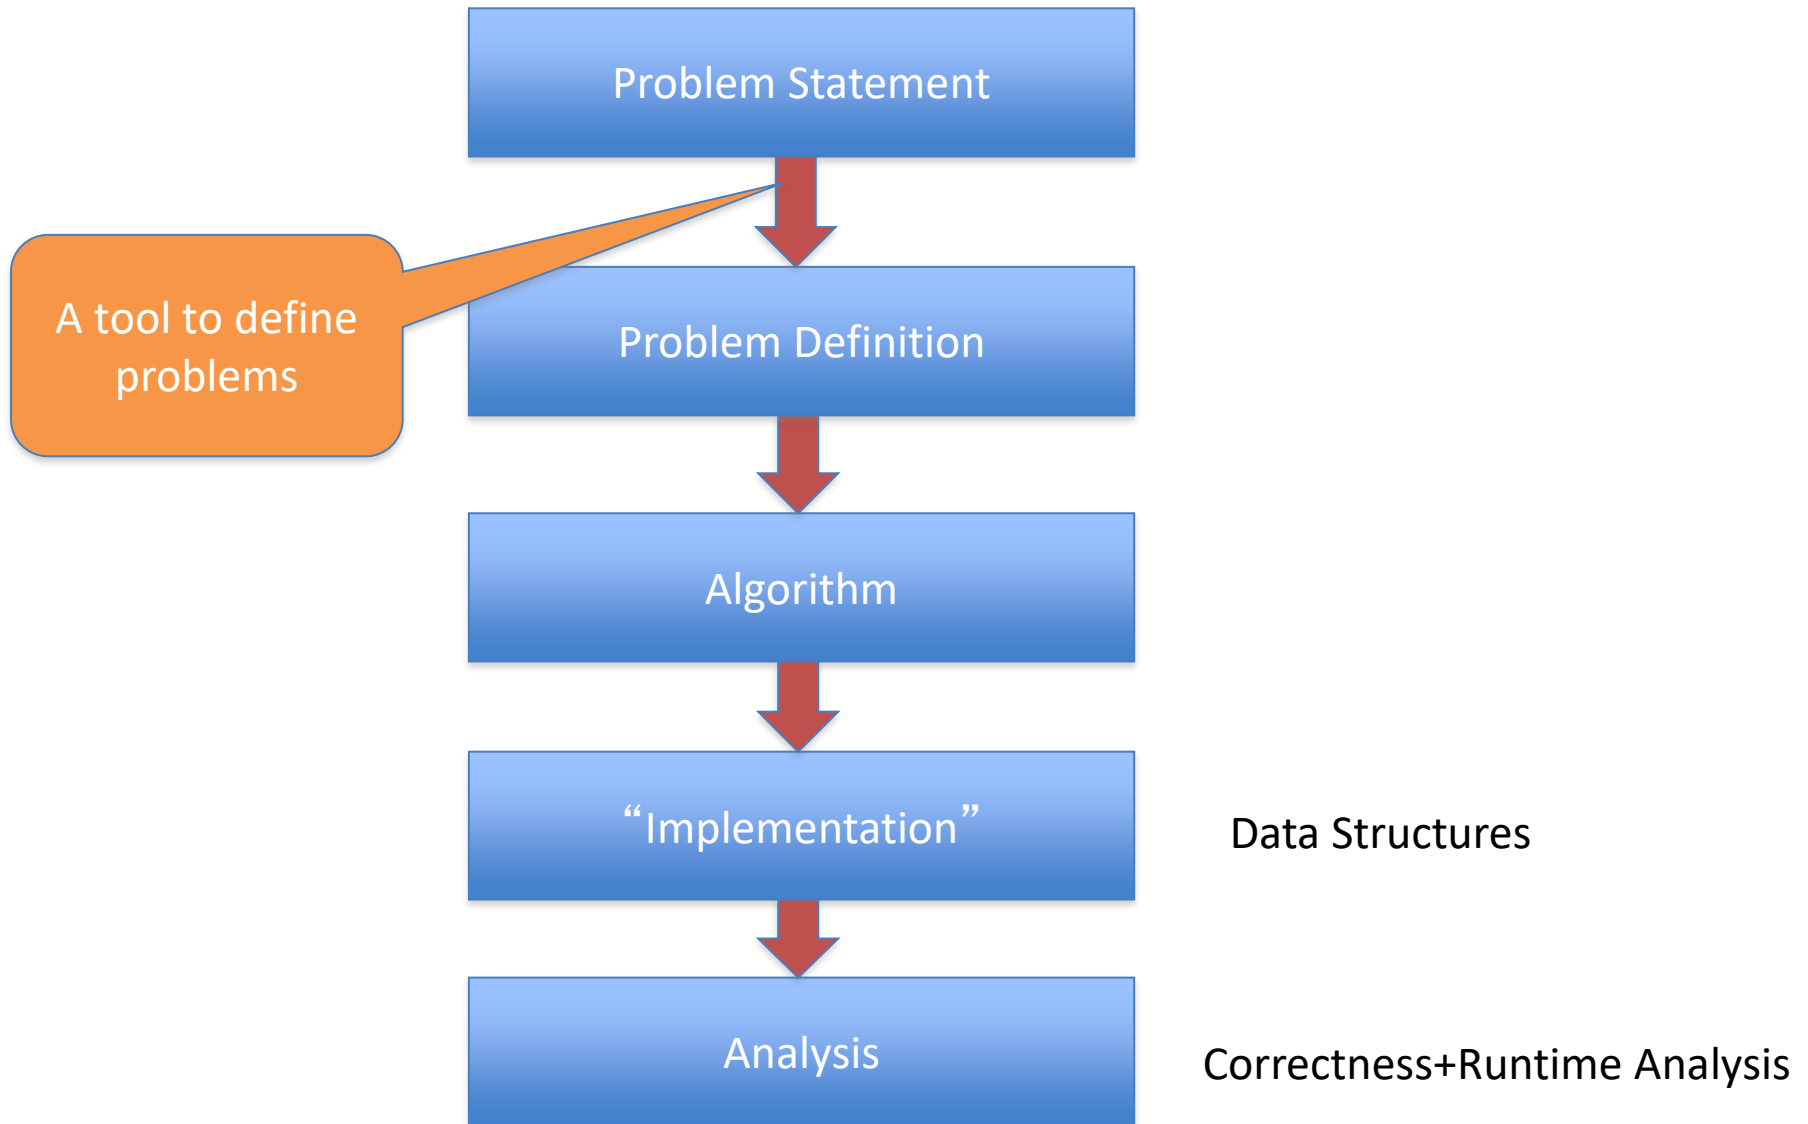 Problem Statement
A tool to define
problems
Problem Definition
Algorithm
“Implementation”
Data Structures
Analysis
Correctness+Runtime Analysis